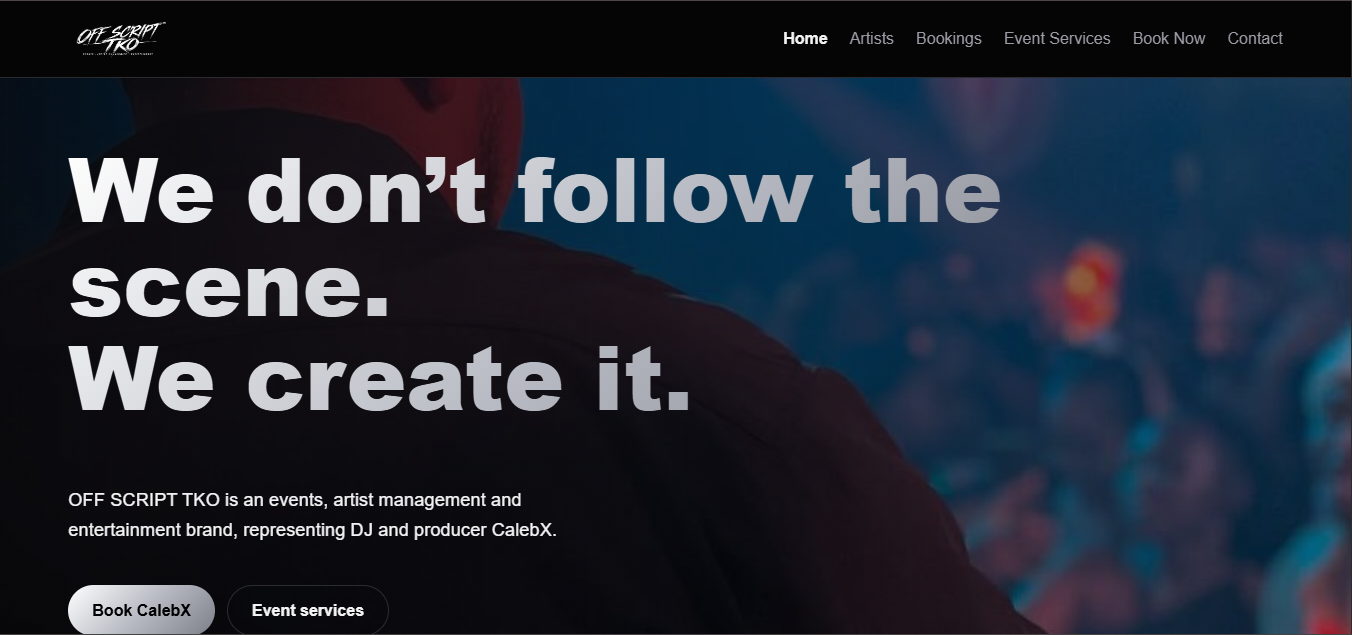 OFF SCRIPT
TKO
Home Artists Bookings Event Services Book Now Contact
We don’t follow the
scene.
We create it.
OFF SCRIPT TKO is an events, artist management and
entertainment brand, representing DJ and producer CalebX.
Book CalebX Event services